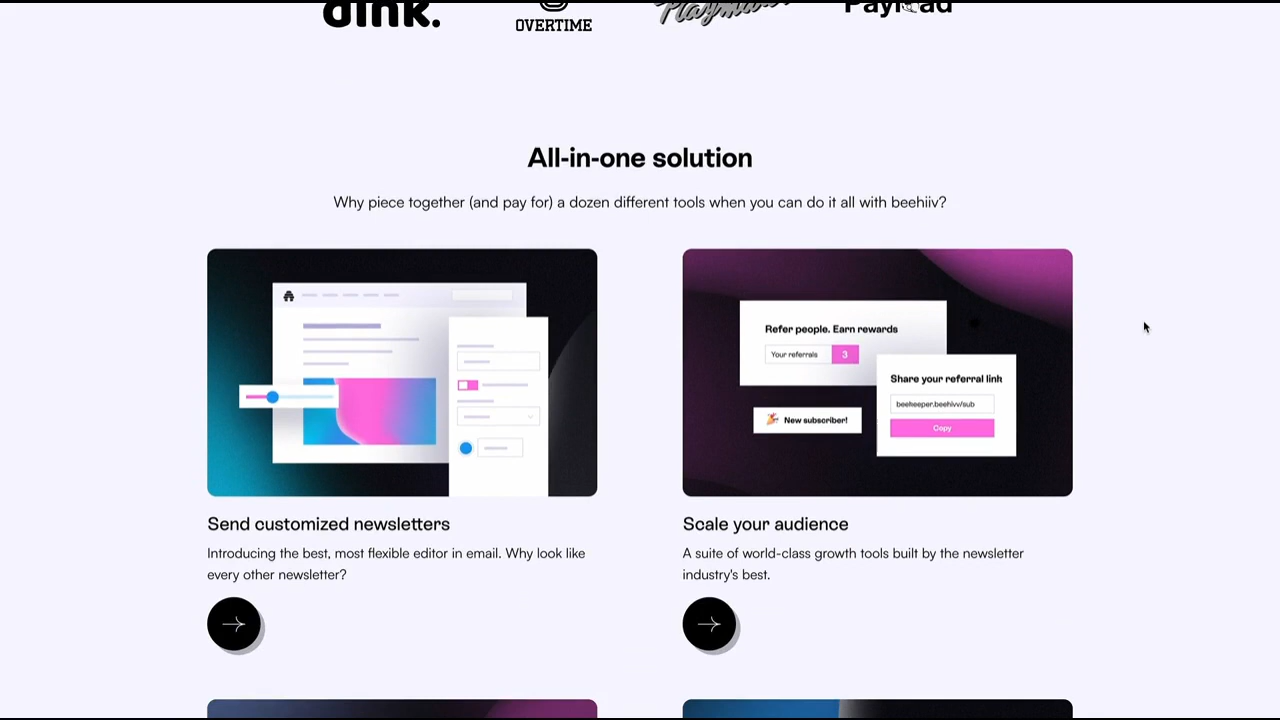 dink.
OVERTIME
Playmaker
Payload
All-in-one solution
Why piece together (and pay for) a dozen different tools when you can do it all with beehiiv?
Refer people. Earn rewards
Your referrals
3
Share your referral link
beekeeper.beehiiv/sub
Copy
New subscriber!
Send customized newsletters
Introducing the best, most flexible editor in email. Why look like
every other newsletter?
Scale your audience
A suite of world-class growth tools built by the newsletter
industry's best.